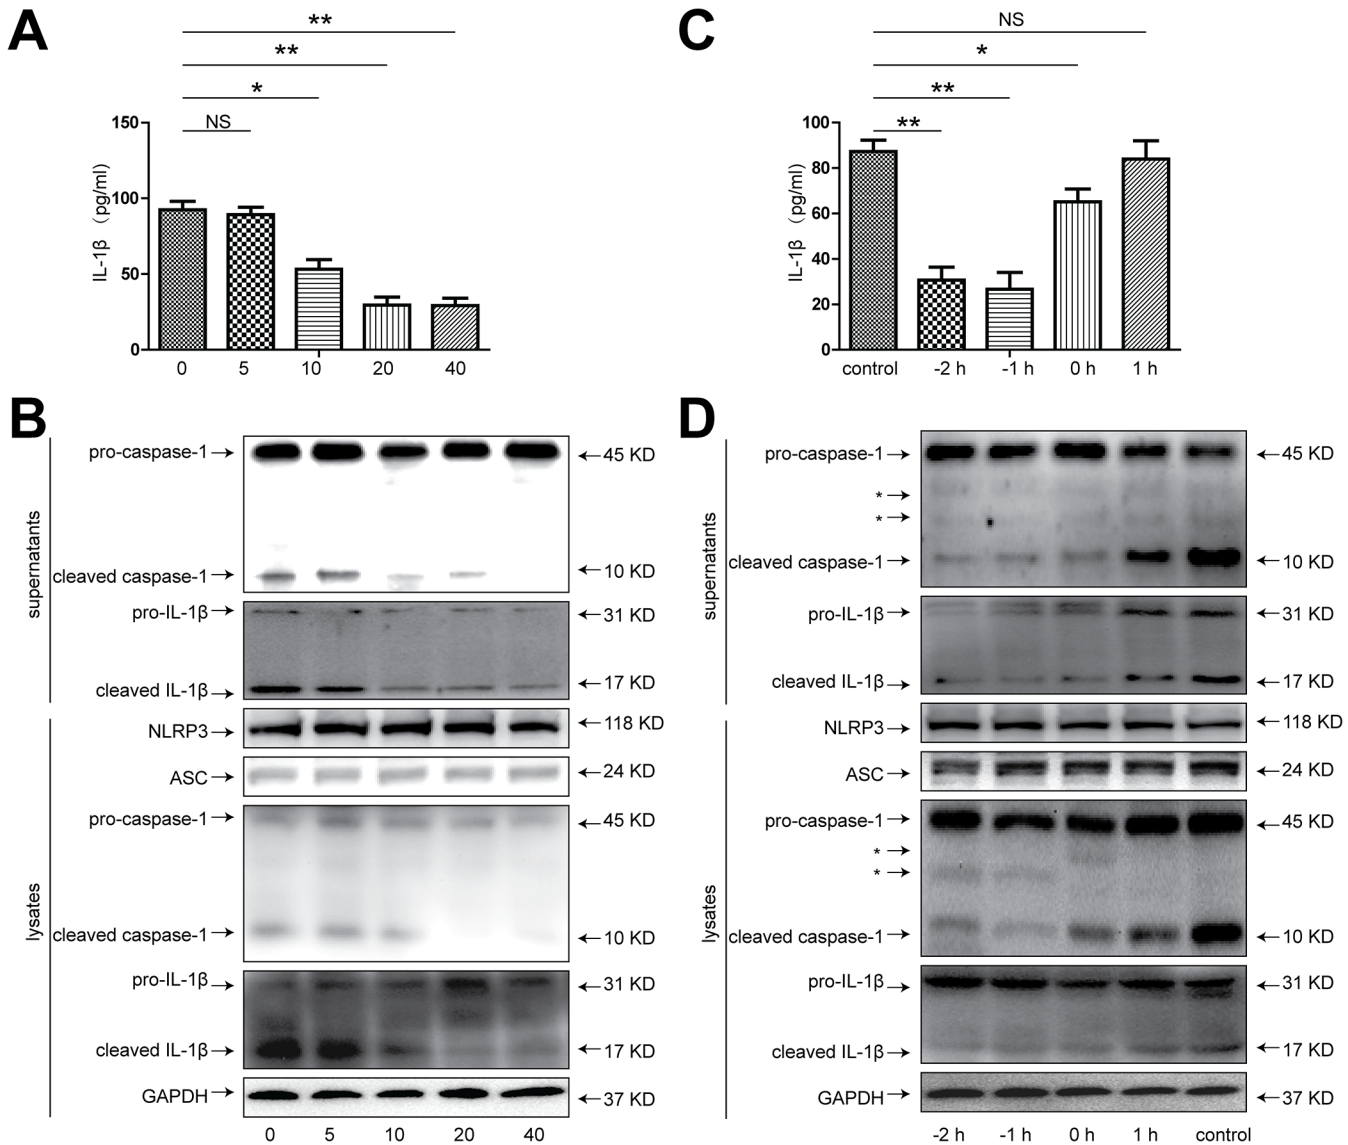 A
**
**
*
NS
150
100
50
0
IL-1β （pg/ml)
0 5 10 20 40
C
NS
*
**
**
100
80
60
40
20
0
IL-1β （pg/ml)
control -2 h -1 h 0 h 1 h
B
supernatants
pro-caspase-1 45 KD
cleaved caspase-1 10 KD
pro-IL-1β 31 KD
cleaved IL-1β 17 KD
lysates
NLRP3 118 KD
ASC 24 KD
pro-caspase-1 45 KD
cleaved caspase-1 10 KD
pro-IL-1β 31 KD
cleaved IL-1β 17 KD
GAPDH 37 KD
0 5 10 20 40
D
supernatants
pro-caspase-1 45 KD
*
*
cleaved caspase-1 10 KD
pro-IL-1β 31 KD
cleaved IL-1β 17 KD
lysates
NLRP3 118 KD
ASC 24 KD
pro-caspase-1 45 KD
*
*
cleaved caspase-1 10 KD
pro-IL-1β 31 KD
cleaved IL-1β 17 KD
GAPDH 37 KD
-2 h -1 h 0 h 1 h control